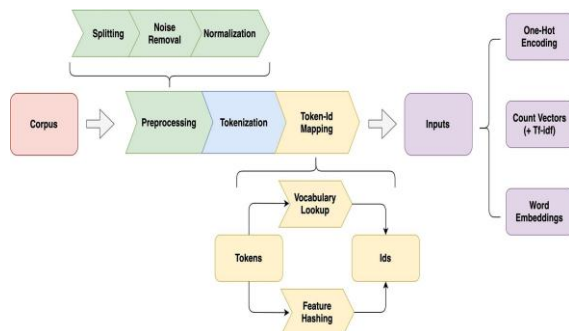 Splitting
Noise
Removal
Normalization
One-Hot
Encoding
Corpus
Preprocessing
Tokenization
Token-Id
Mapping
Inputs
Count Vectors
(+ Tf-idf)
Vocabulary
Lookup
Word
Embeddings
Tokens
Ids
Feature
Hashing